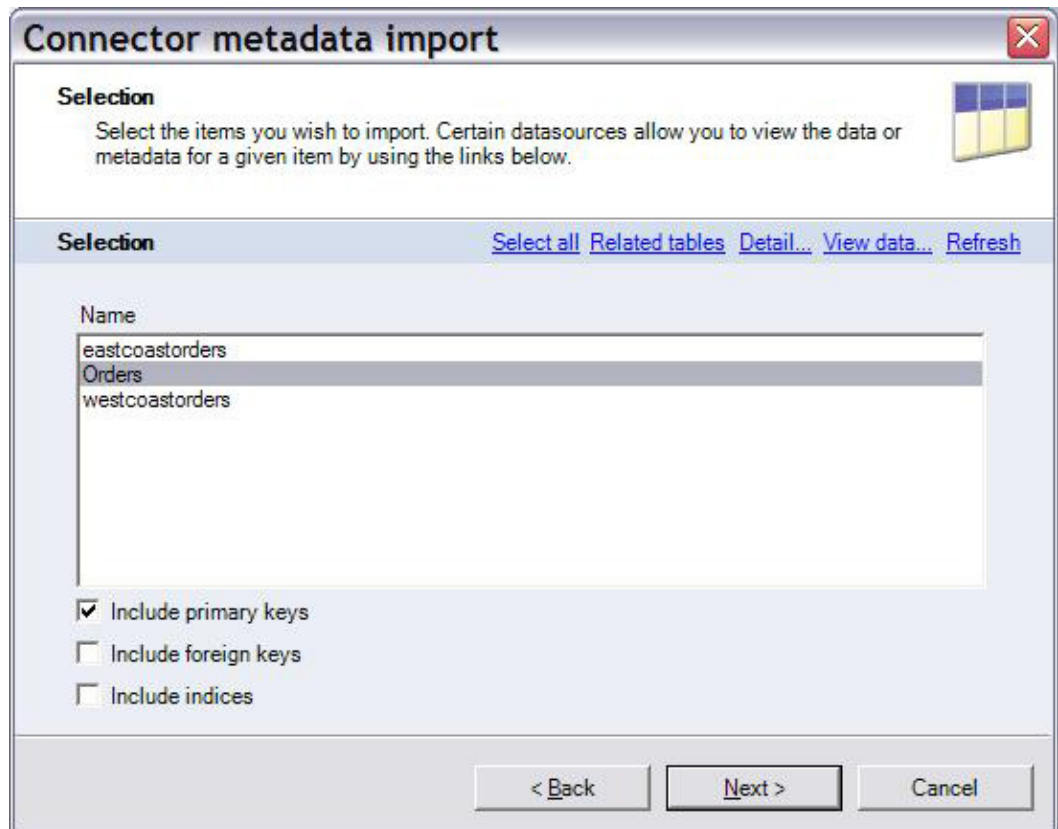 Connector metadata import
Selection
Select the items you wish to import. Certain datasources allow you to view the data or
metadata for a given item by using the links below.
Selection Select all Related tables Detail... View data... Refresh
Name
eastcoastorders
Orders
westcoastorders
Include primary keys
Include foreign keys
Include indices
< Back Next > Cancel